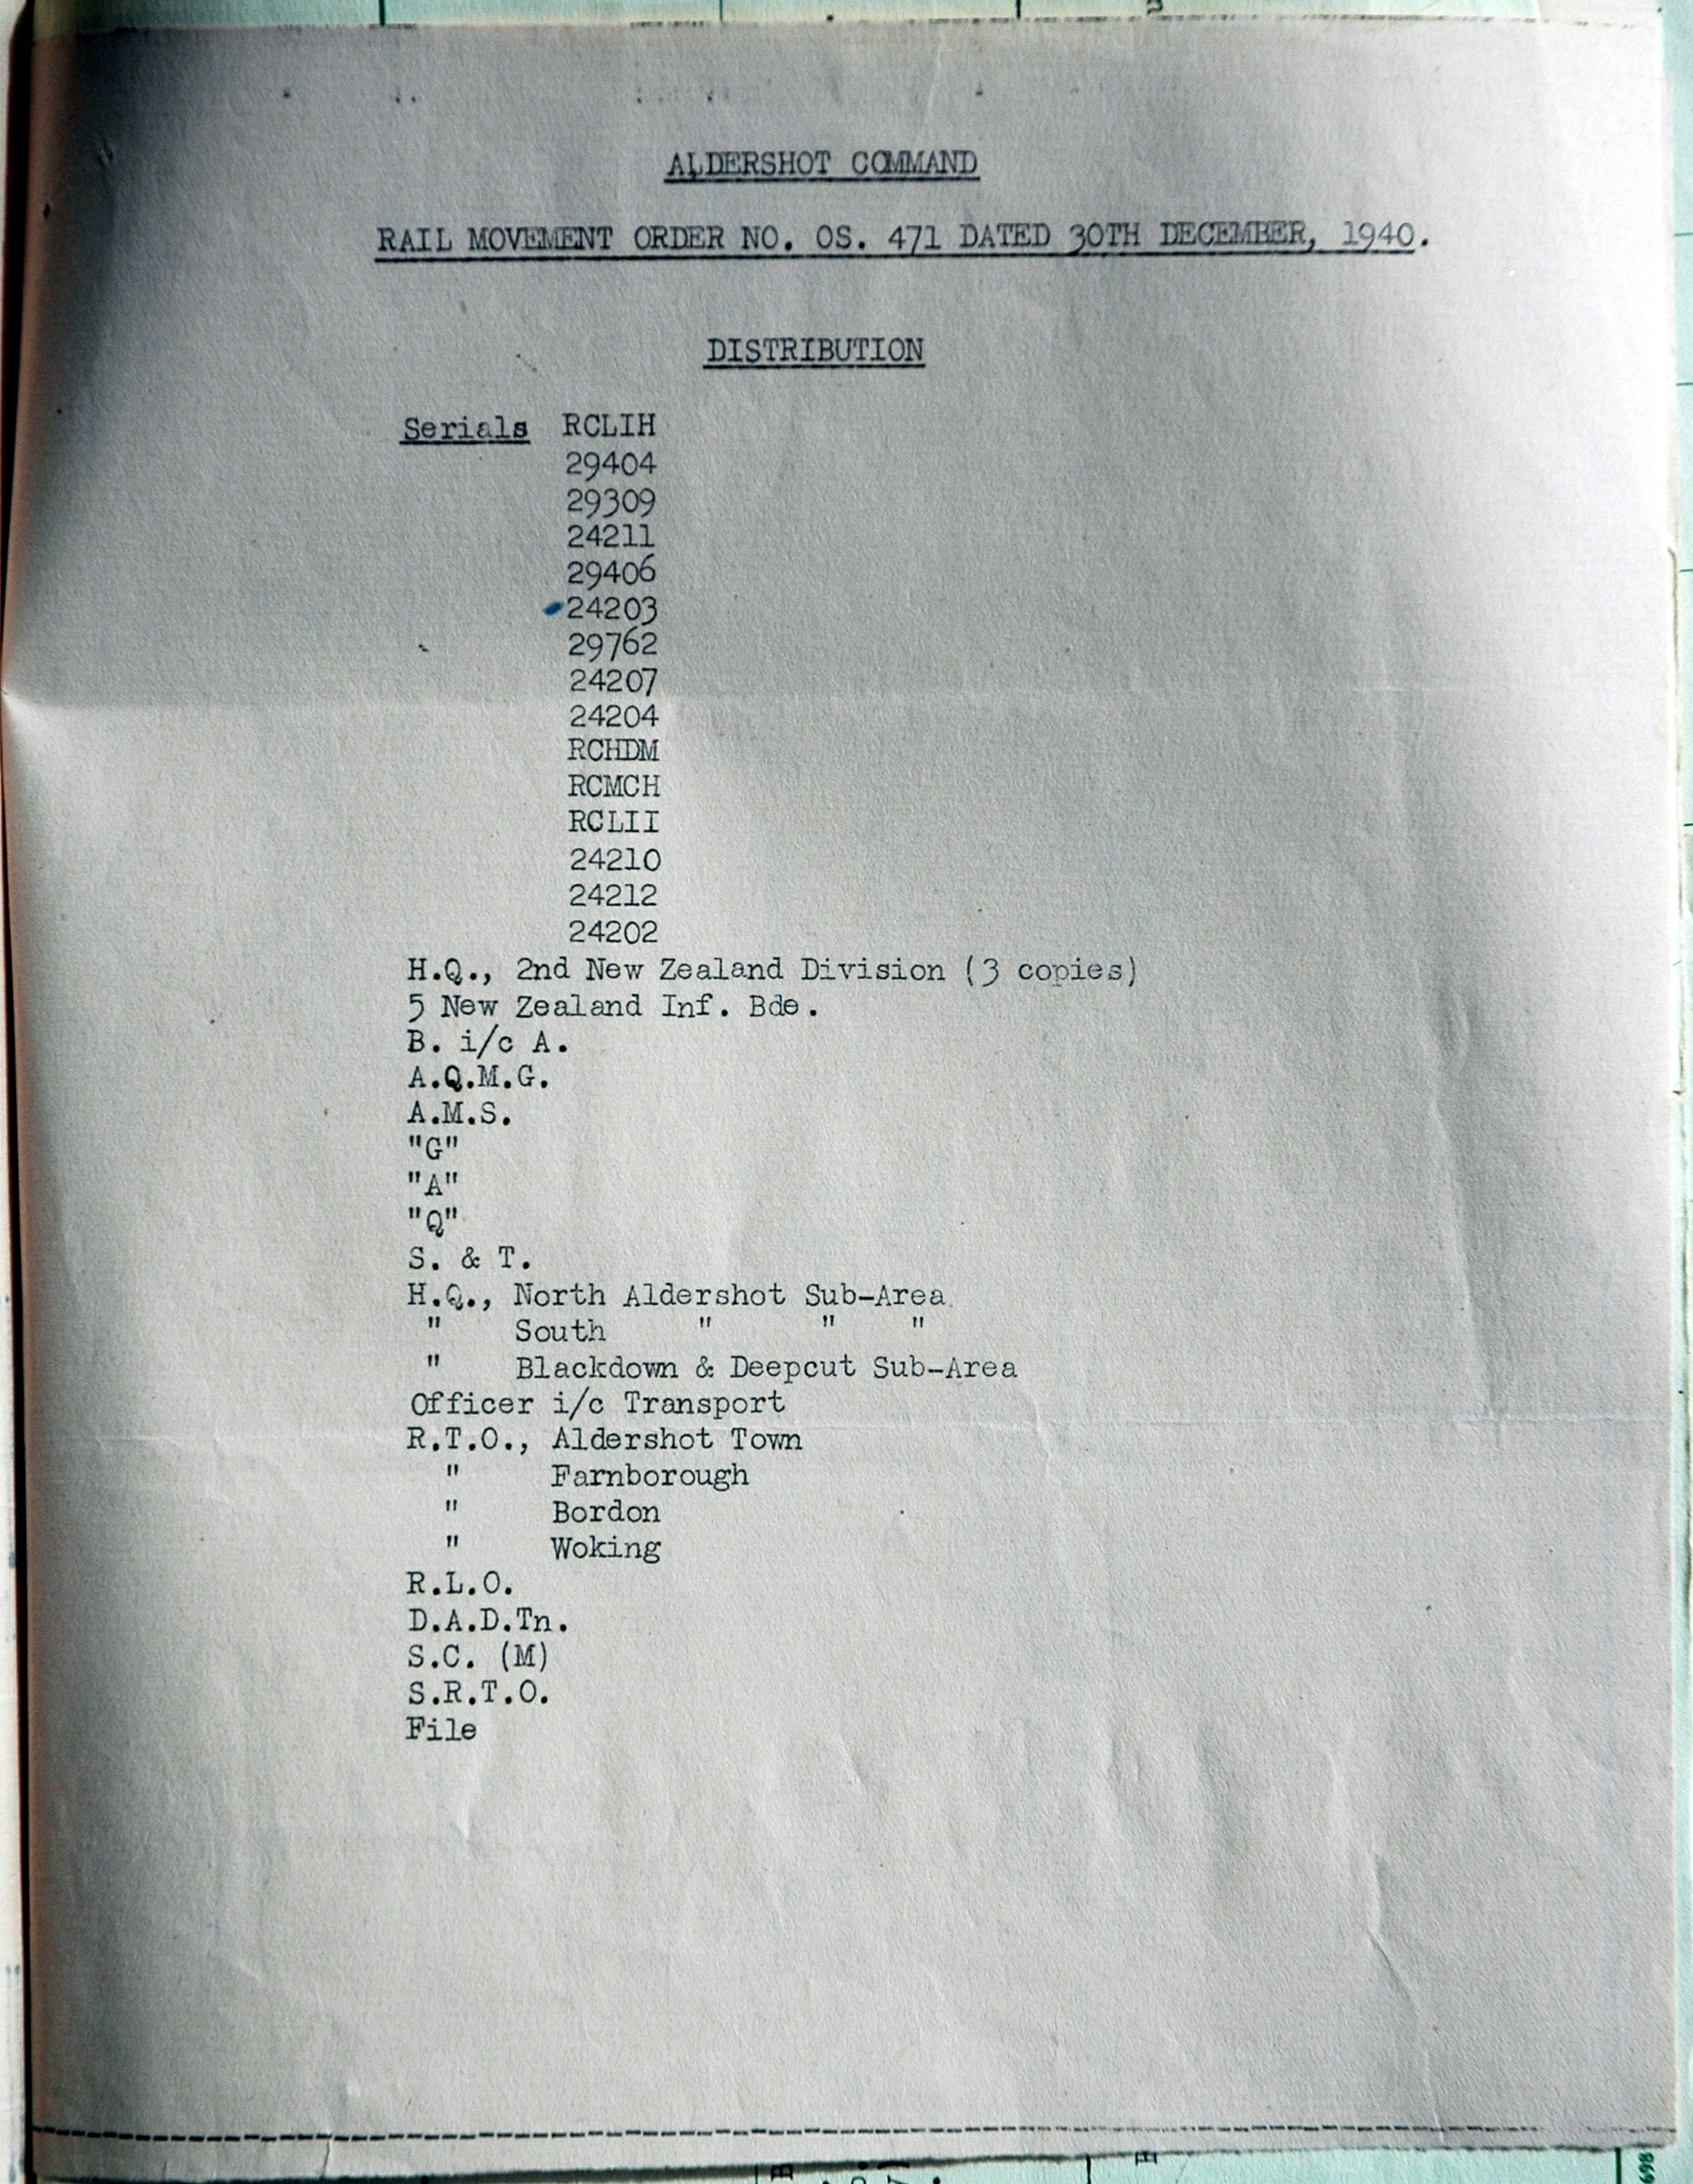 ALDERSHOT COMMAND
RAIL MOVEMENT ORDER NO. OS. 471 DATED 30TH DECEMBER, 1940.
DISTRIBUTION
Serials RCLIH
29404
29309
24211
29406
24203
29762
24207
24204
RCHDM
RCMCH
RCLII
24210
24212
24202
H.Q., 2nd New Zealand Division (3 copies)
5 New Zealand Inf. Bde.
B. i/c A.
A.Q.M.G.
A.M.S.
"G"
"A"
"Q"
S. & T.
H.Q., North Aldershot Sub-Area
" South " " "
" Blackdown & Deepcut Sub-Area
Officer i/c Transport
R.T.O., Aldershot Town
" Farnborough
" Bordon
" Woking
R.L.O.
D.A.D.Tn.
S.C. (M)
S.R.T.O.
File